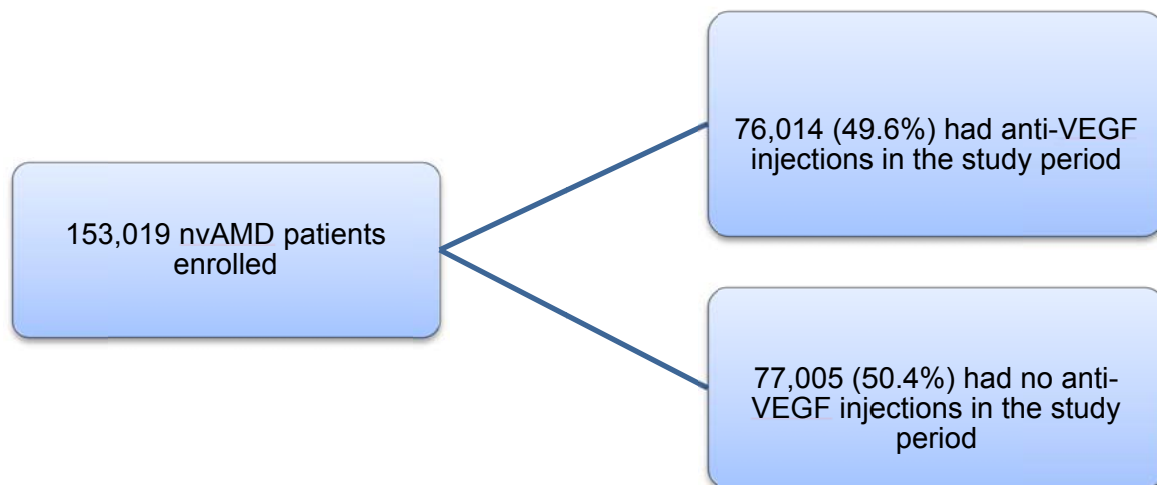 153,019 nvAMD patients
enrolled
76,014 (49.6%) had anti-VEGF
injections in the study period
77,005 (50.4%) had no anti-
VEGF injections in the study
period